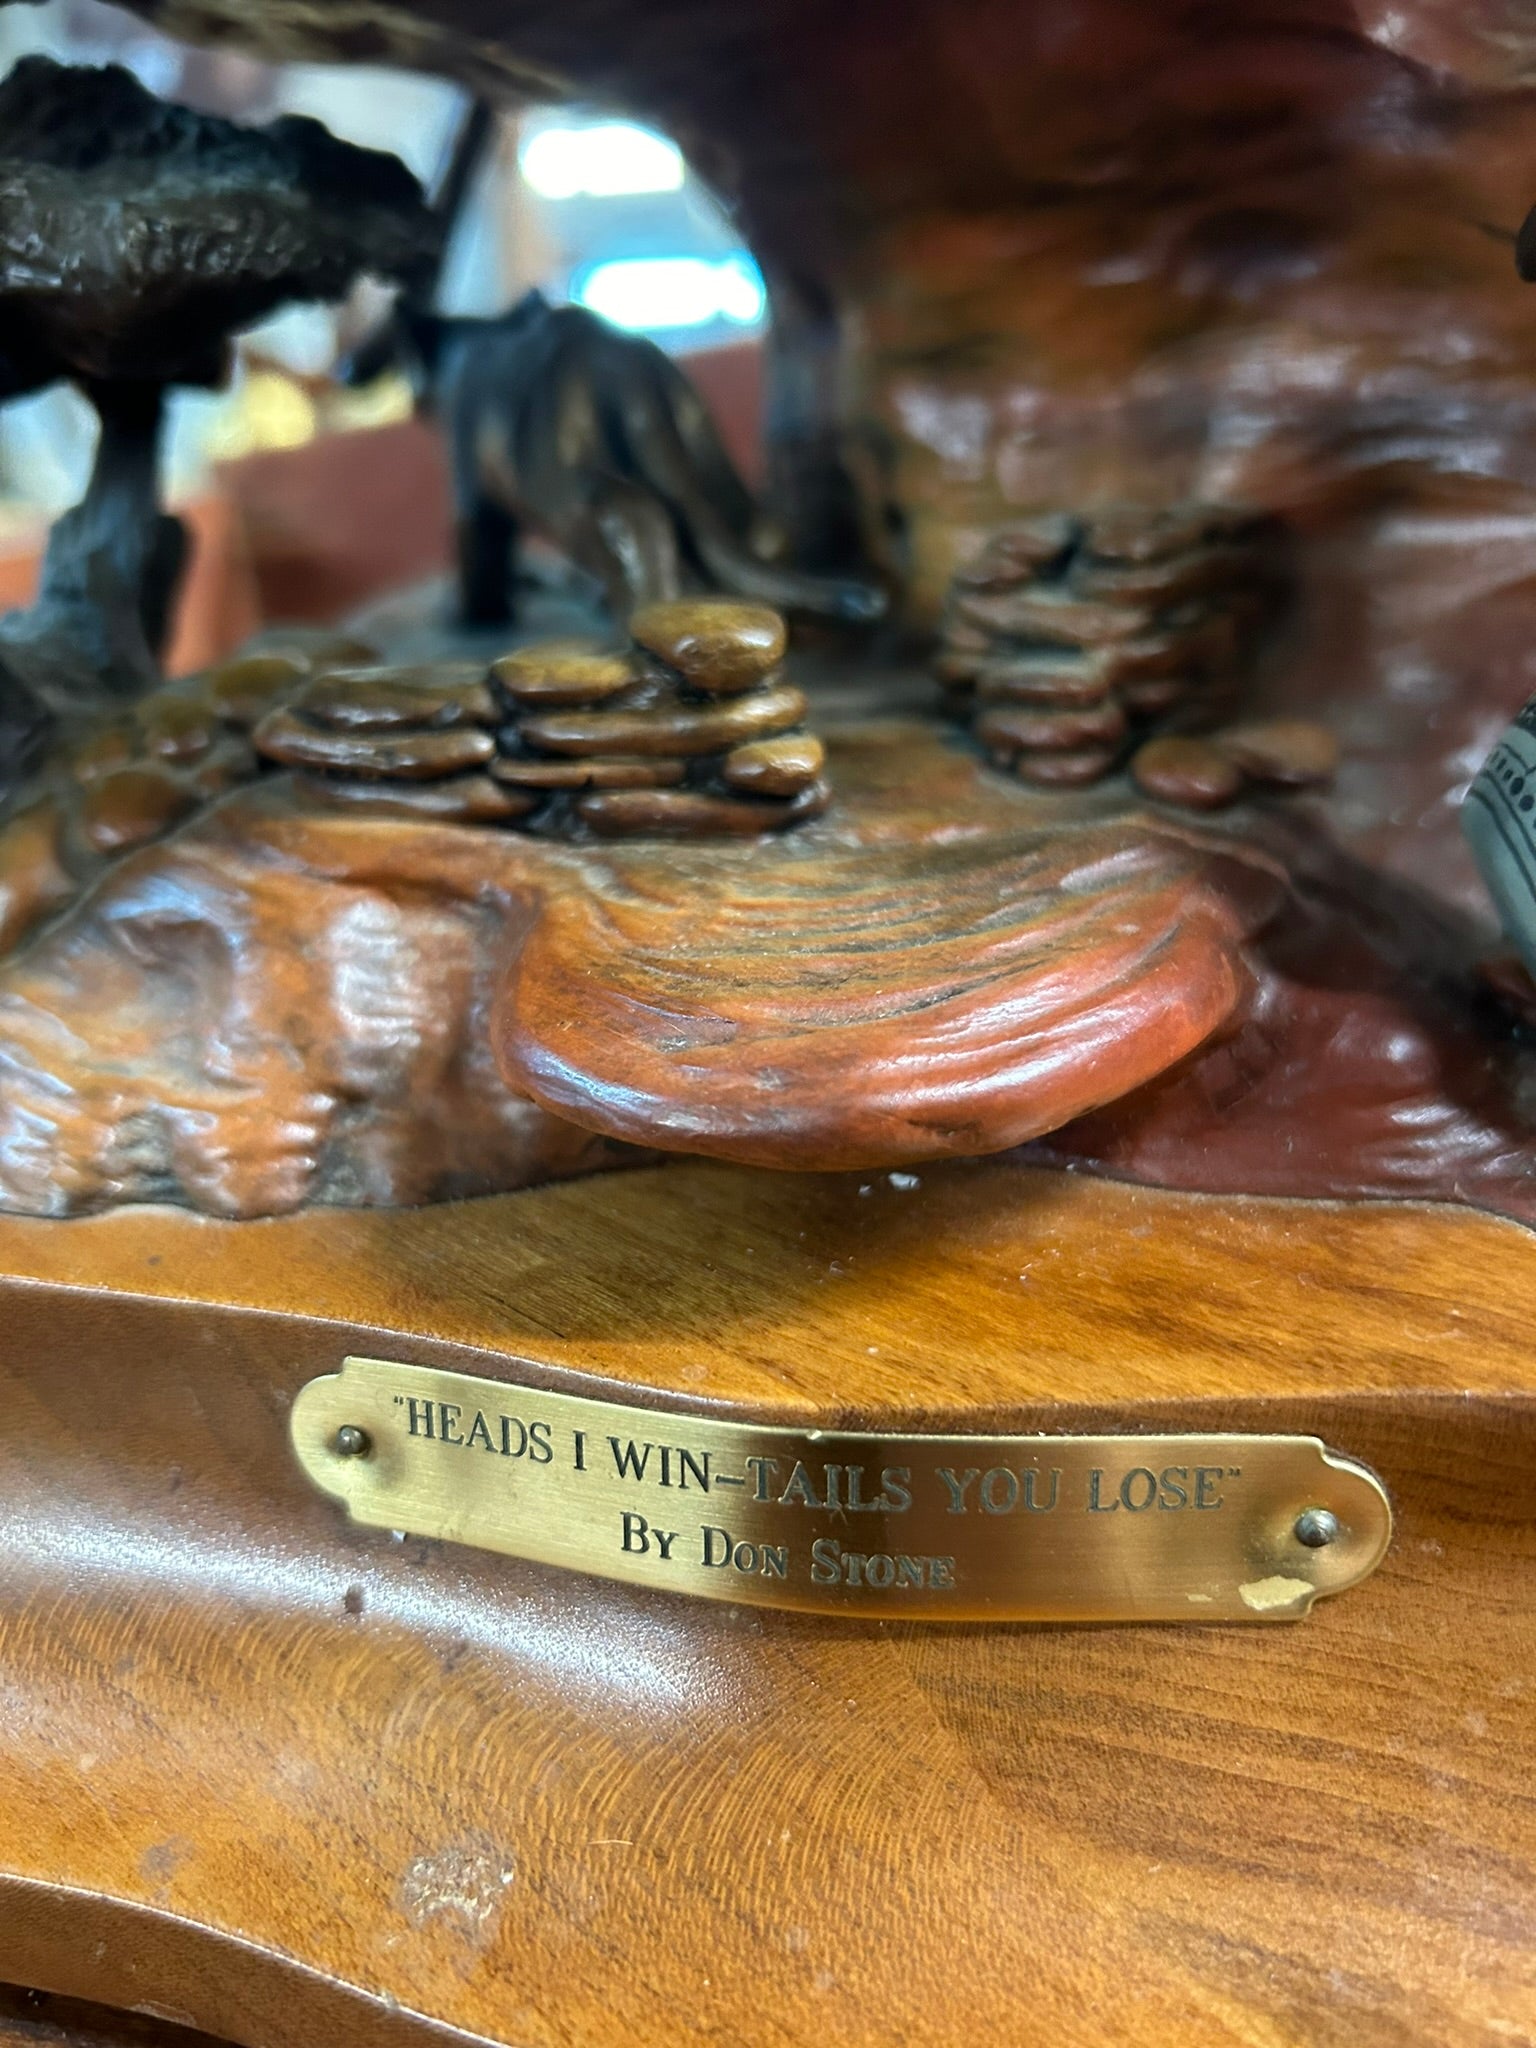 "HEADS I WIN–TAILS YOU LOSE"
BY DON STONE